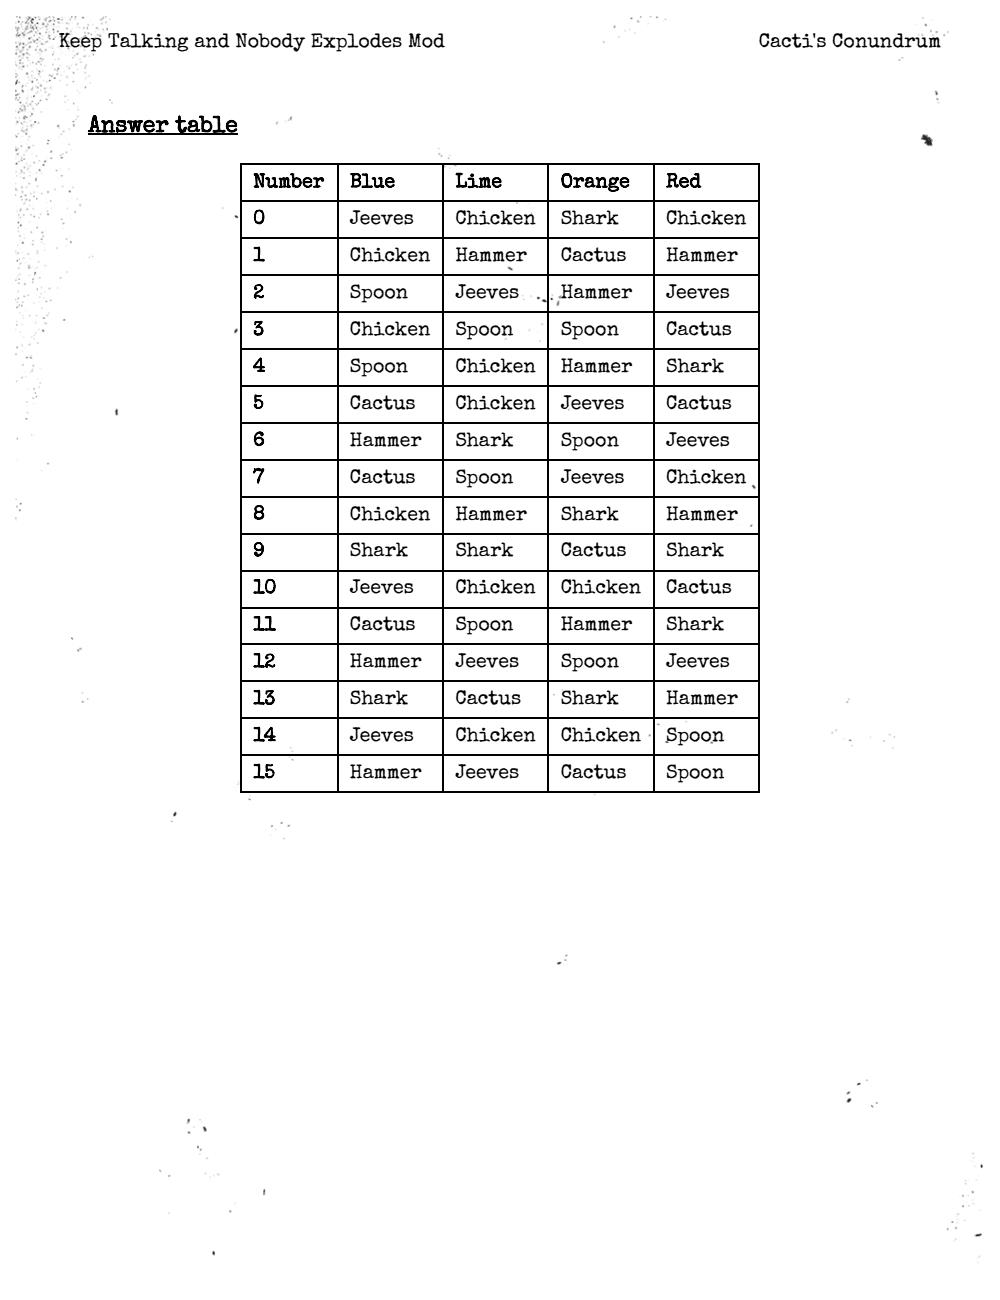 Keep Talking and Nobody Explodes Mod Cacti's Conundrum
Answer table
Number Blue Lime Orange Red
0 Jeeves Chicken Shark Chicken
1 Chicken Hammer Cactus Hammer
2 Spoon Jeeves Hammer Jeeves
3 Chicken Spoon Spoon Cactus
4 Spoon Chicken Hammer Shark
5 Cactus Chicken Jeeves Cactus
6 Hammer Shark Spoon Jeeves
7 Cactus Spoon Jeeves Chicken
8 Chicken Hammer Shark Hammer
9 Shark Shark Cactus Shark
10 Jeeves Chicken Chicken Cactus
11 Cactus Spoon Hammer Shark
12 Hammer Jeeves Spoon Jeeves
13 Shark Cactus Shark Hammer
14 Jeeves Chicken Chicken Spoon
15 Hammer Jeeves Cactus Spoon